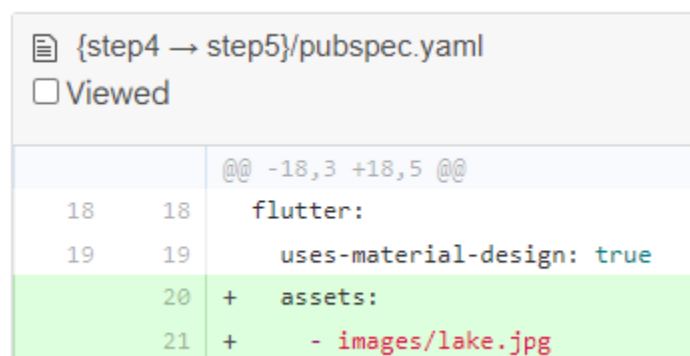 {step4 → step5}/pubspec.yaml
Viewed
@@ -18,3 +18,5 @@
18 18 flutter:
19 19 uses-material-design: true
20 + assets:
21 + - images/lake.jpg